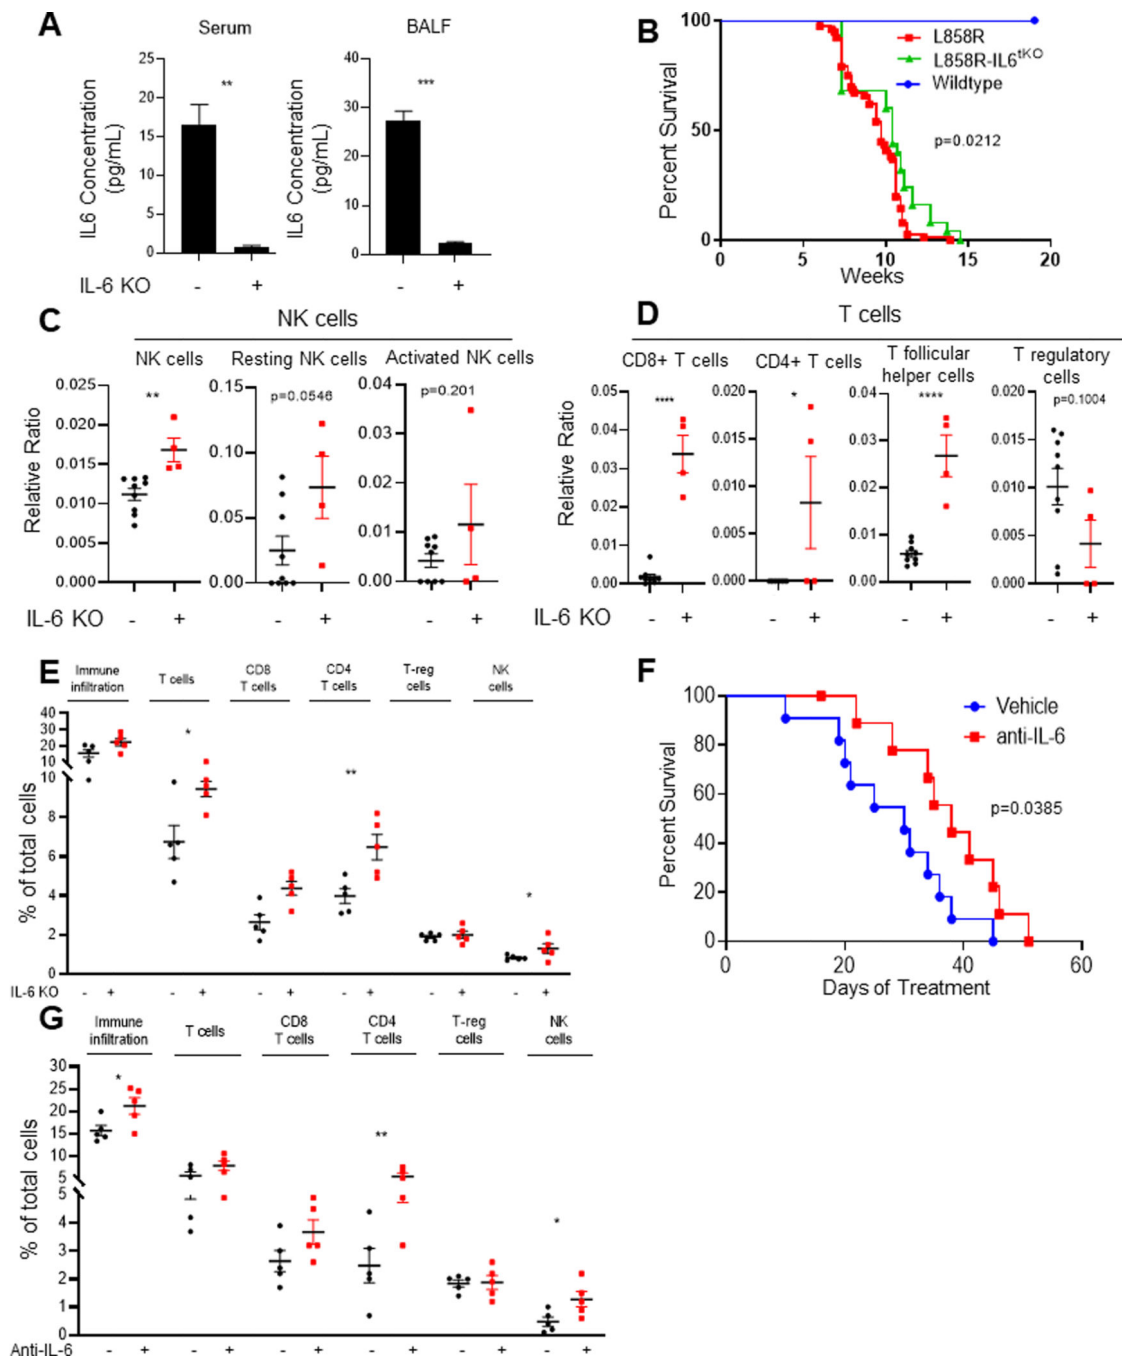 A
Serum
BALF
IL6 Concentration
(pg/mL)
25
20
15
10
5
0
**
IL6 Concentration
(pg/mL)
40
30
20
10
0
***
IL-6 KO
-
+
-
+
B
Percent Survival
100
50
0
L858R
L858R-IL6tKO
Wildtype
p=0.0212
0
5
10
15
20
Weeks
C
NK cells
NK cells
Resting NK cells
Activated NK cells
Relative Ratio
0.025
0.020
0.015
0.010
0.005
0.000
**
0.15
0.10
0.05
0.00
p=0.0546
0.04
0.03
0.02
0.01
0.00
p=0.201
IL-6 KO
-
+
-
+
-
+
D
T cells
CD8+ T cells
CD4+ T cells
T follicular
helper cells
T regulatory
cells
Relative Ratio
0.05
0.04
0.03
0.02
0.01
0.00
****
0.020
0.015
0.010
0.005
0.000
*
0.04
0.03
0.02
0.01
0.00
****
0.020
0.015
0.010
0.005
0.000
p=0.1004
IL-6 KO
-
+
-
+
-
+
-
+
E
Immune
infiltration
T cells
CD8
T cells
CD4
T cells
T-reg
cells
NK
cells
% of total cells
40
30
20
10
10
8
6
4
2
0
*
**
*
IL-6 KO
-
+
-
+
-
+
-
+
-
+
-
+
F
Percent Survival
100
80
60
40
20
0
Vehicle
anti-IL-6
p=0.0385
0
20
40
60
Days of Treatment
G
Immune
infiltration
T cells
CD8
T cells
CD4
T cells
T-reg
cells
NK
cells
% of total cells
30
25
20
15
10
5
5
4
3
2
1
0
*
**
*
Anti-IL-6
-
+
-
+
-
+
-
+
-
+
-
+